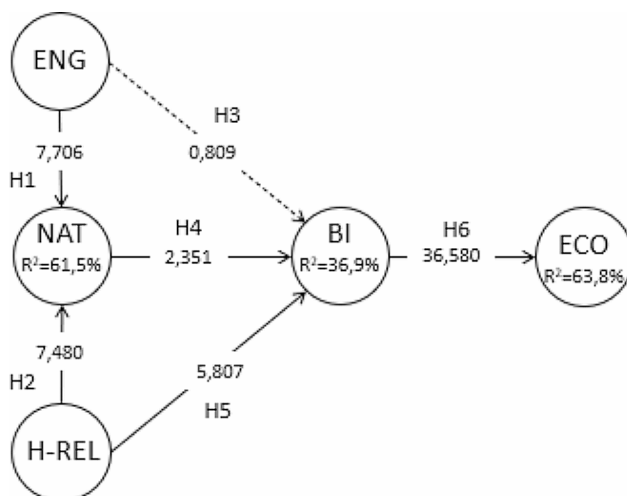 ENG
H3
7,706
0,809
H1
NAT
R²=61,5%
H4
2,351
BI
R²=36,9%
H6
36,580
ECO
R²=63,8%
7,480
5,807
H2
H5
H-REL